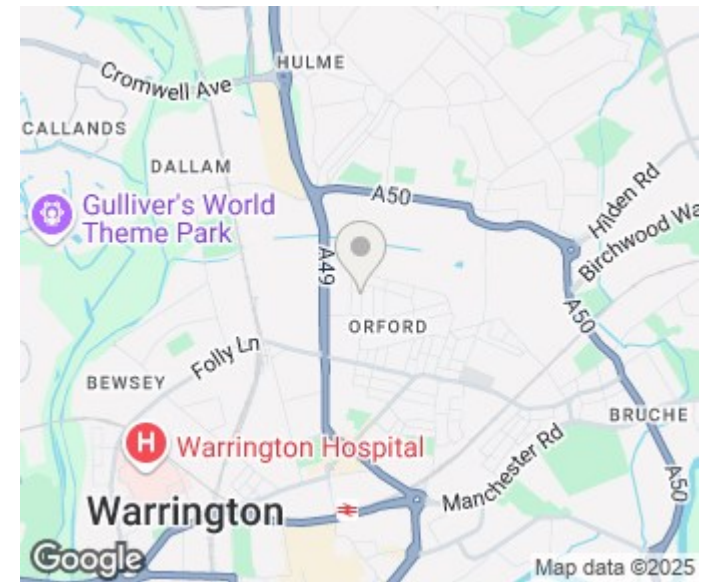 HULME
Cromwell Ave
CALLANDS
DALLAM
Gulliver's World
Theme Park
A50
Hilden Rd
Birchwood Wa
A49
ORFORD
A50
Folly Ln
BEWSEY
BRUCHE
H
Warrington Hospital
Manchester Rd
A50
Warrington
Google
Map data ©2025